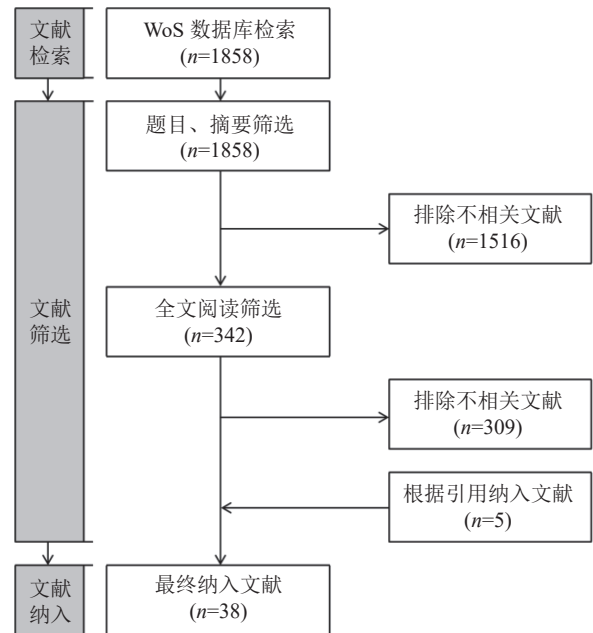 文献
检索
WoS 数据库检索
(n=1858)
题目、摘要筛选
(n=1858)
排除不相关文献
(n=1516)
文献
筛选
全文阅读筛选
(n=342)
排除不相关文献
(n=309)
根据引用纳入文献
(n=5)
文献
纳入
最终纳入文献
(n=38)